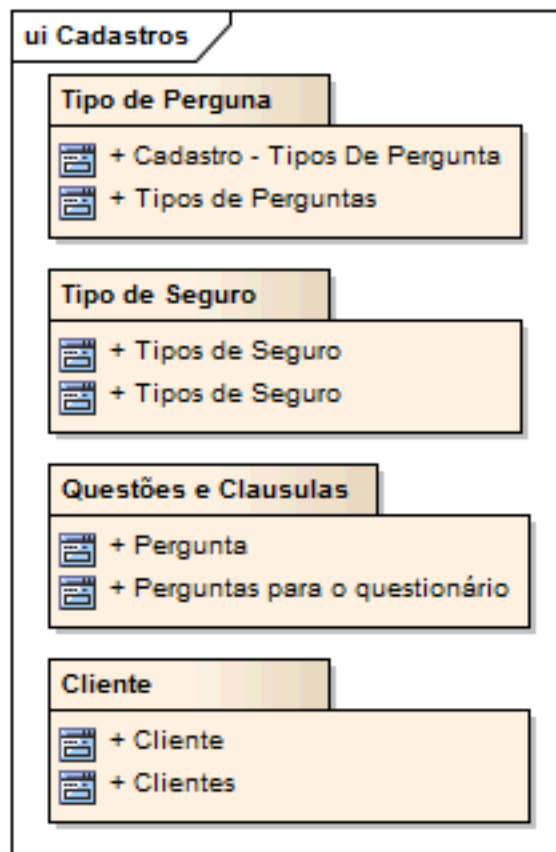 ui Cadastros
Tipo de Perguna
+ Cadastro - Tipos De Pergunta
+ Tipos de Perguntas
Tipo de Seguro
+ Tipos de Seguro
+ Tipos de Seguro
Questões e Clausulas
+ Pergunta
+ Perguntas para o questionário
Cliente
+ Cliente
+ Clientes